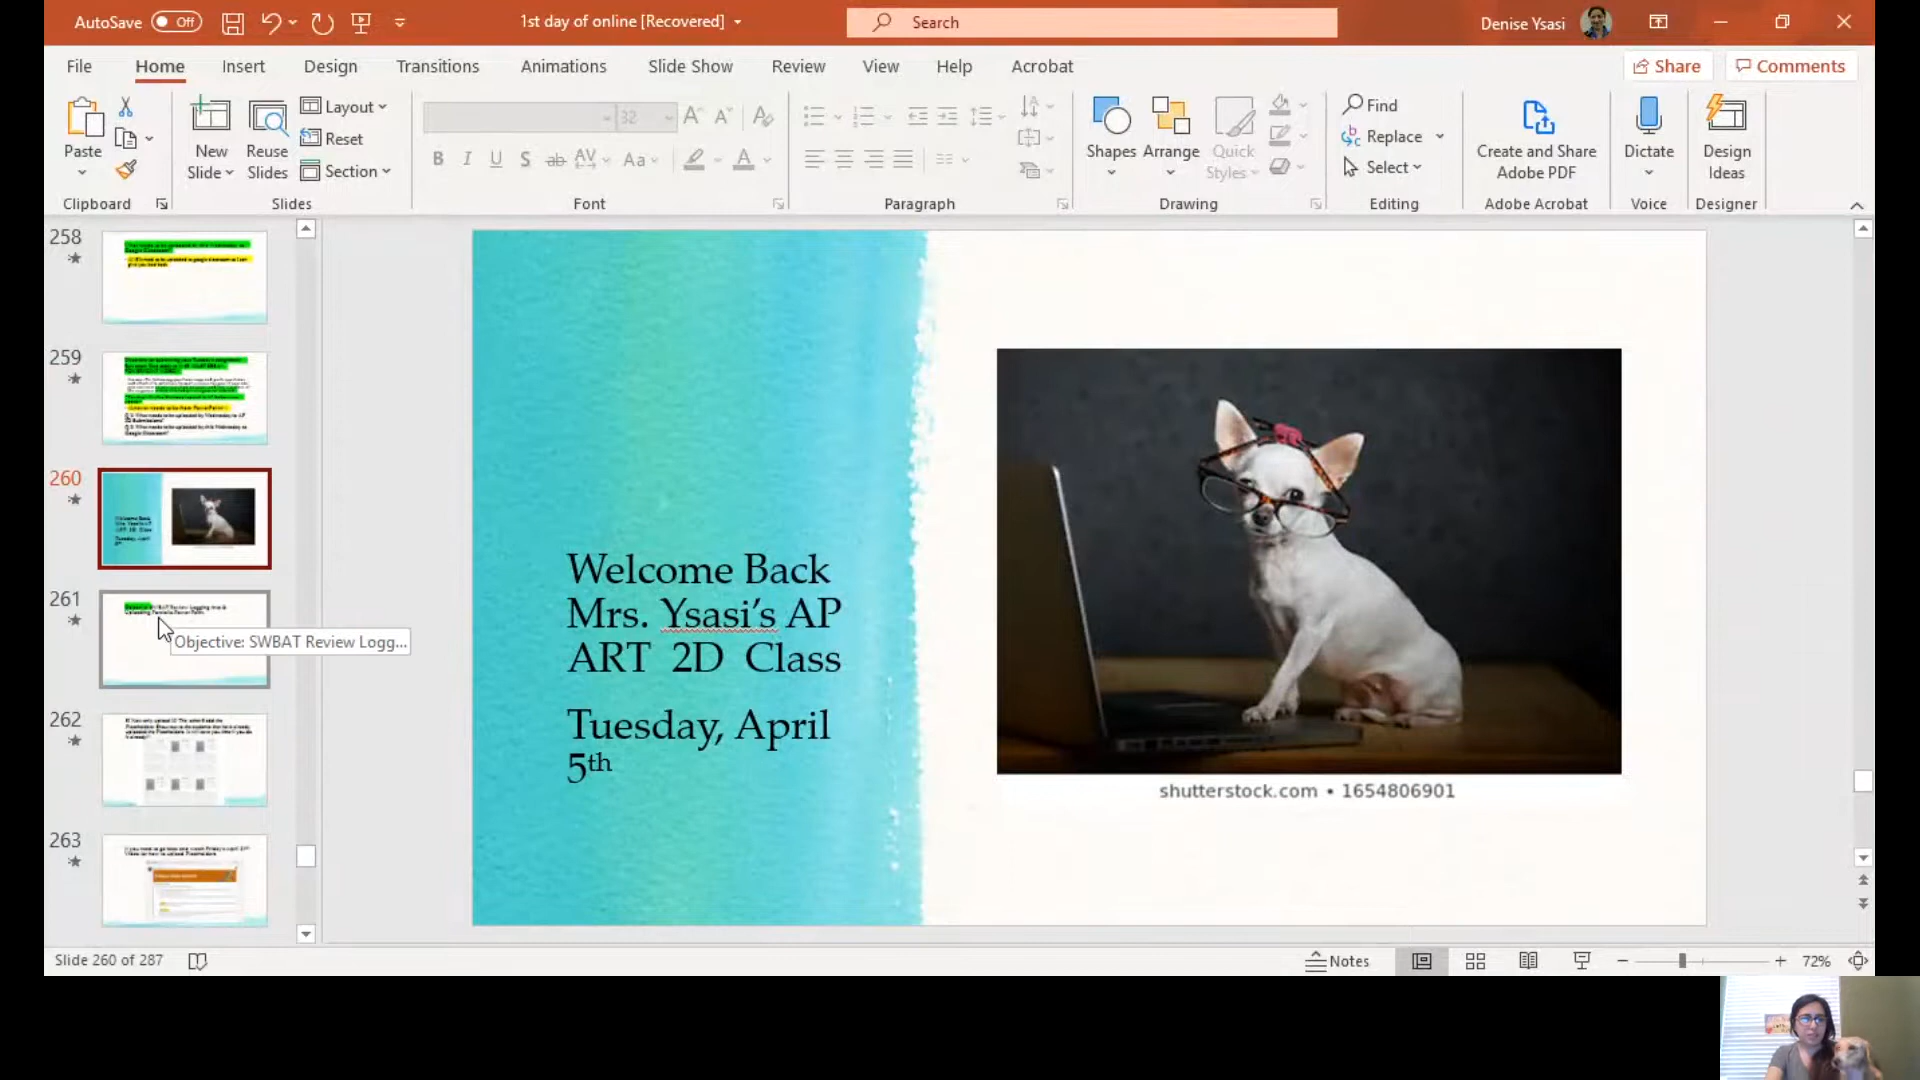 AutoSave Off
1st day of online [Recovered]
Search
Denise Ysasi
File Home Insert Design Transitions Animations Slide Show Review View Help Acrobat
Share
Comments
Paste
New Slide
Reuse Slides
Layout
Reset
Section
32
B I U S ab AV Aa A
Shapes
Arrange
Quick Styles
Find
Replace
Select
Create and Share Adobe PDF
Dictate
Design Ideas
Clipboard
Slides
Font
Paragraph
Drawing
Editing
Adobe Acrobat
Voice
Designer
258
259
260
261
Objective: SWBAT Review Logg...
262
263
Welcome Back
Mrs. Ysasi's AP
ART 2D Class
Tuesday, April
5th
shutterstock.com • 1654806901
Slide 260 of 287
Notes
72%